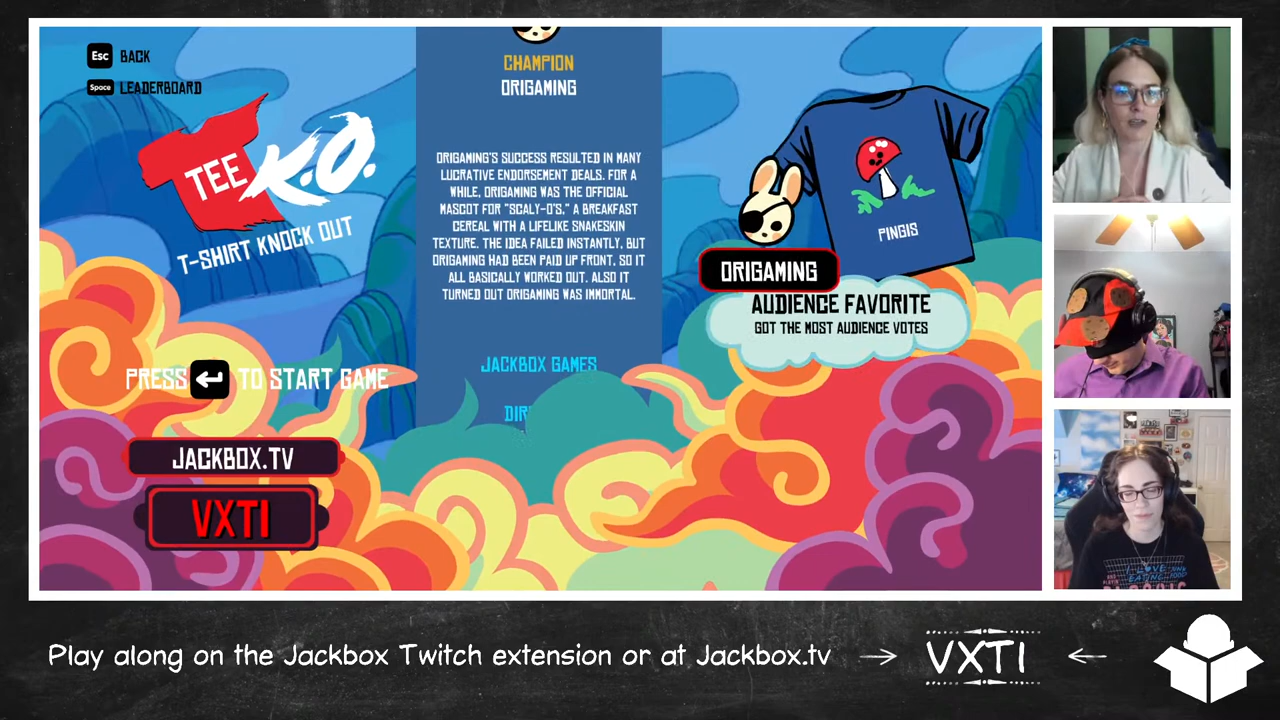 Esc BACK
Space LEADERBOARD
TEE K.O.
T-SHIRT KNOCK OUT
PRESS ↵ TO START GAME
JACKBOX.TV
VXTI
CHAMPION
ORIGAMING
ORIGAMING'S SUCCESS RESULTED IN MANY
LUCRATIVE ENDORSEMENT DEALS. FOR A
WHILE, ORIGAMING WAS THE OFFICIAL
MASCOT FOR "SCALY-O'S," A BREAKFAST
CEREAL WITH A LIFELIKE SNAKESKIN
TEXTURE. THE IDEA FAILED INSTANTLY, BUT
ORIGAMING HAD BEEN PAID UP FRONT, SO IT
ALL BASICALLY WORKED OUT. ALSO IT
TURNED OUT ORIGAMING WAS IMMORTAL.
JACKBOX GAMES
PINGIS
ORIGAMING
AUDIENCE FAVORITE
GOT THE MOST AUDIENCE VOTES
I LOVE
EATING
Play along on the Jackbox Twitch extension or at Jackbox.tv → VXTI ←